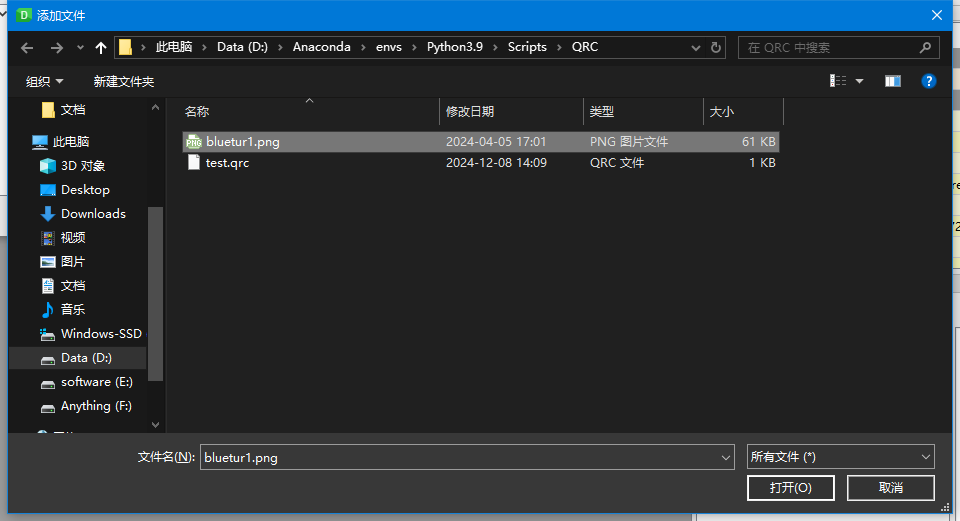 添加文件
此电脑 > Data (D:) > Anaconda > envs > Python3.9 > Scripts > QRC
在 QRC 中搜索
组织 新建文件夹
名称 修改日期 类型 大小
bluetur1.png 2024-04-05 17:01 PNG 图片文件 61 KB
test.qrc 2024-12-08 14:09 QRC 文件 1 KB
文档
此电脑
3D 对象
Desktop
Downloads
视频
图片
文档
音乐
Windows-SSD
Data (D:)
software (E:)
Anything (F:)
文件名(N): bluetur1.png 所有文件 (*)
打开(O) 取消